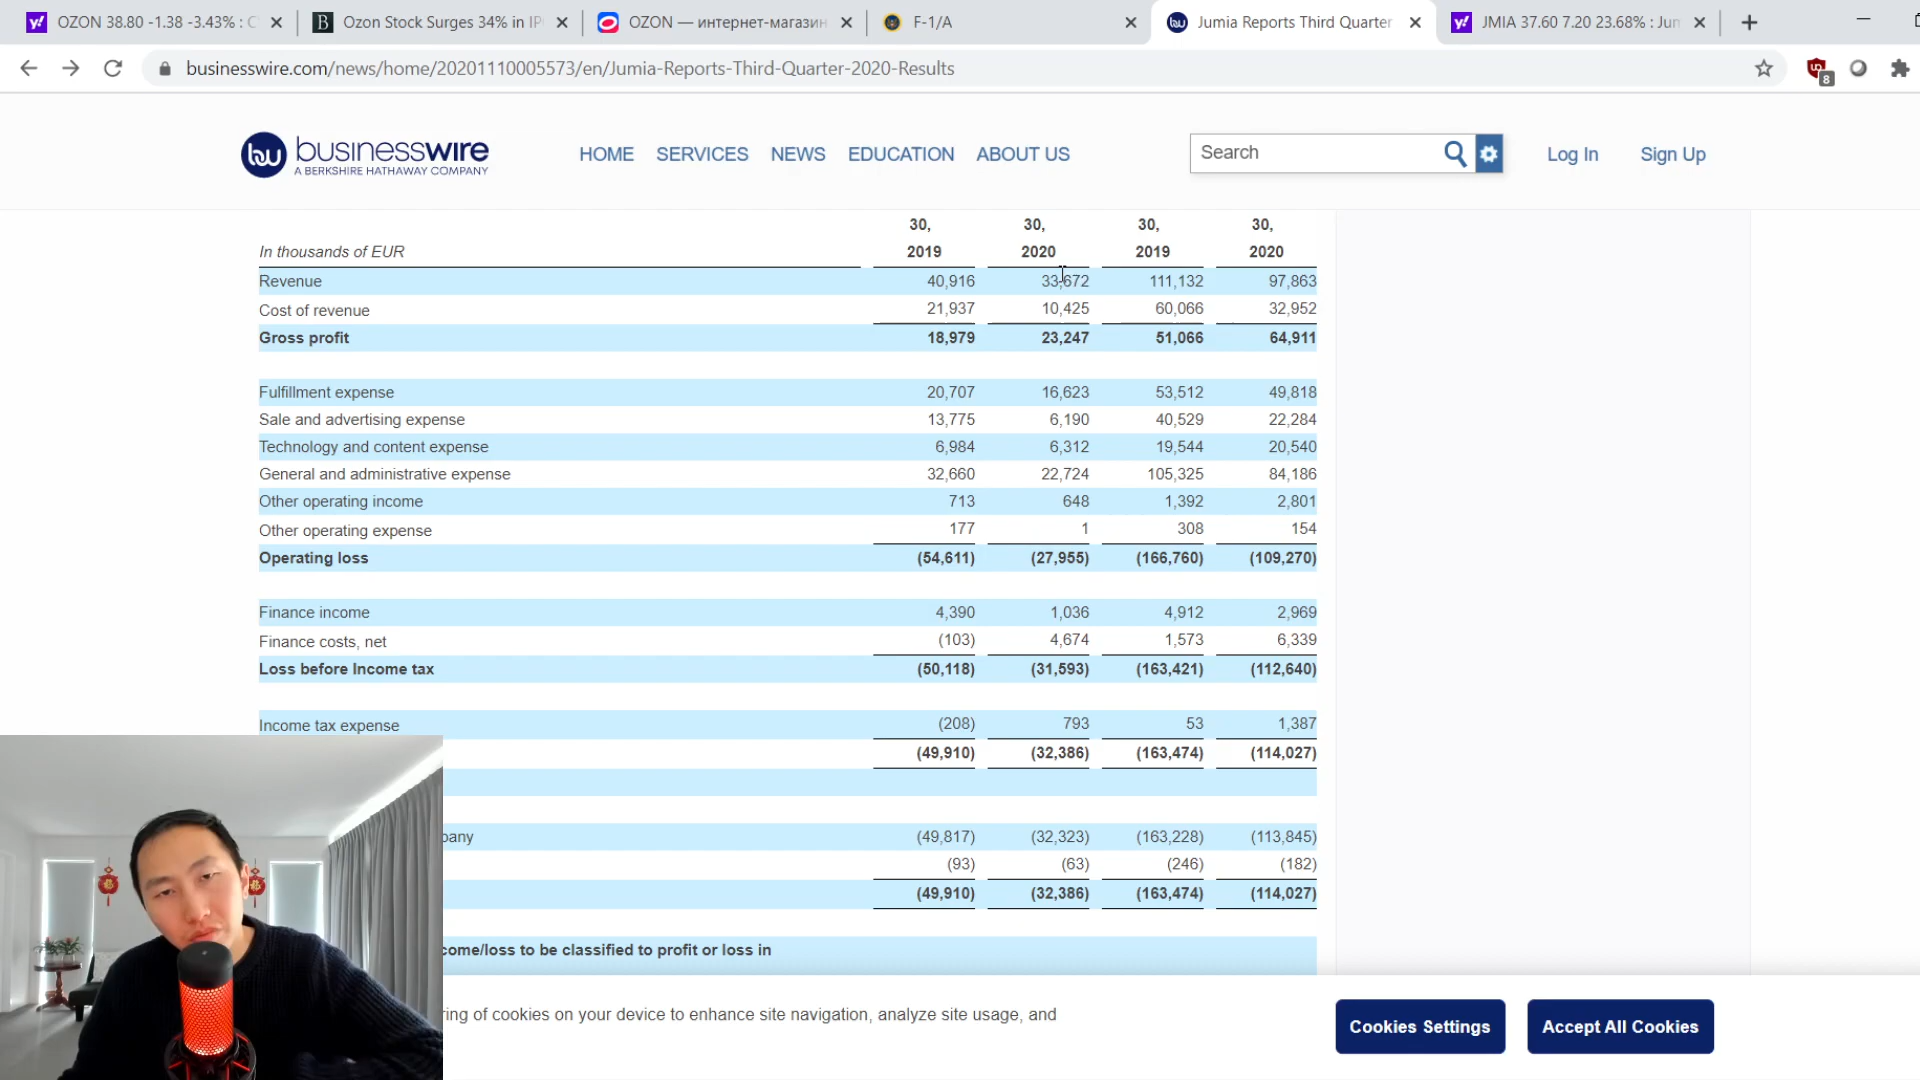 OZON 38.80 -1.38 -3.43% : C
Ozon Stock Surges 34% in IP
OZON — интернет-магазин
F-1/A
Jumia Reports Third Quarter
JMIA 37.60 7.20 23.68% : Jum
businesswire.com/news/home/20201110005573/en/Jumia-Reports-Third-Quarter-2020-Results
8
bw businesswire
A BERKSHIRE HATHAWAY COMPANY
HOME SERVICES NEWS EDUCATION ABOUT US
Search
Log In Sign Up
30, 30, 30, 30,
In thousands of EUR 2019 2020 2019 2020
Revenue 40,916 33,672 111,132 97,863
Cost of revenue 21,937 10,425 60,066 32,952
Gross profit 18,979 23,247 51,066 64,911
Fulfillment expense 20,707 16,623 53,512 49,818
Sale and advertising expense 13,775 6,190 40,529 22,284
Technology and content expense 6,984 6,312 19,544 20,540
General and administrative expense 32,660 22,724 105,325 84,186
Other operating income 713 648 1,392 2,801
Other operating expense 177 1 308 154
Operating loss (54,611) (27,955) (166,760) (109,270)
Finance income 4,390 1,036 4,912 2,969
Finance costs, net (103) 4,674 1,573 6,339
Loss before Income tax (50,118) (31,593) (163,421) (112,640)
Income tax expense (208) 793 53 1,387
(49,910) (32,386) (163,474) (114,027)
pany (49,817) (32,323) (163,228) (113,845)
(93) (63) (246) (182)
(49,910) (32,386) (163,474) (114,027)
come/loss to be classified to profit or loss in
ring of cookies on your device to enhance site navigation, analyze site usage, and
Cookies Settings
Accept All Cookies